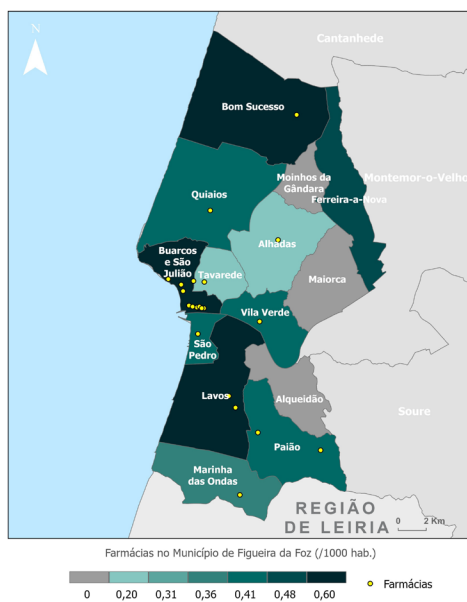 N
Cantanhede
Bom Sucesso
Moinhos da
Gândara
Montemor-o-Velho
Ferreira-a-Nova
Quiaios
Alhadas
Buarcos
e São
Julião
Tavarede
Maiorca
Vila Verde
São
Pedro
Lavos
Alqueidão
Soure
Paião
Marinha
das Ondas
REGIÃO
DE LEIRIA
0 2 Km
Farmácias no Município de Figueira da Foz (/1000 hab.)
0 0,20 0,31 0,36 0,41 0,48 0,60
Farmácias